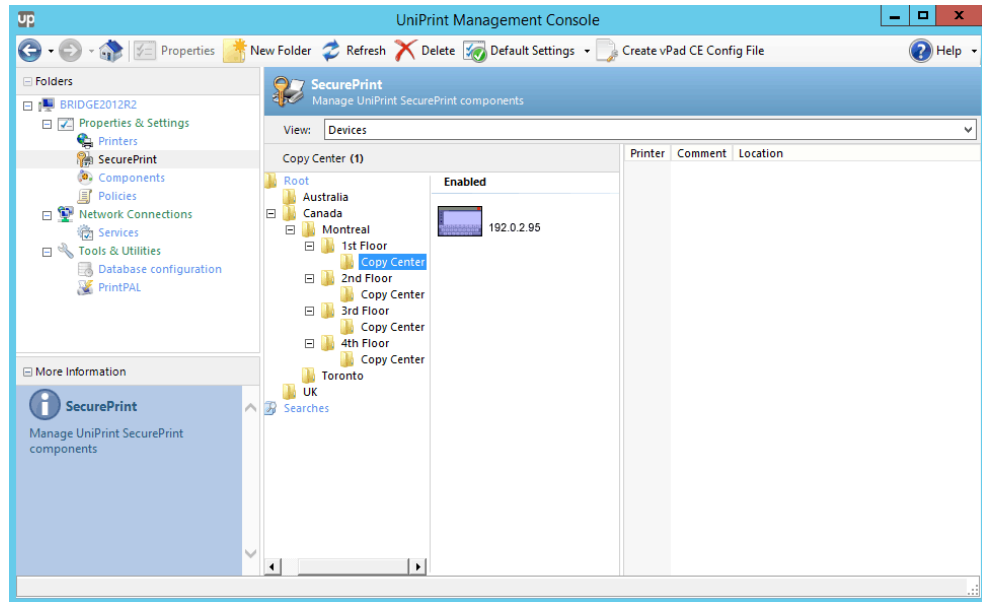 UP UniPrint Management Console
Properties New Folder Refresh Delete Default Settings Create vPad CE Config File Help
Folders
BRIDGE2012R2
Properties & Settings
Printers
SecurePrint
Components
Policies
Network Connections
Services
Tools & Utilities
Database configuration
PrintPAL
More Information
SecurePrint
Manage UniPrint SecurePrint
components
SecurePrint
Manage UniPrint SecurePrint components
View: Devices
Copy Center (1)
Root
Australia
Canada
Montreal
1st Floor
Copy Center
2nd Floor
Copy Center
3rd Floor
Copy Center
4th Floor
Copy Center
Toronto
UK
Searches
Enabled
192.0.2.95
Printer Comment Location